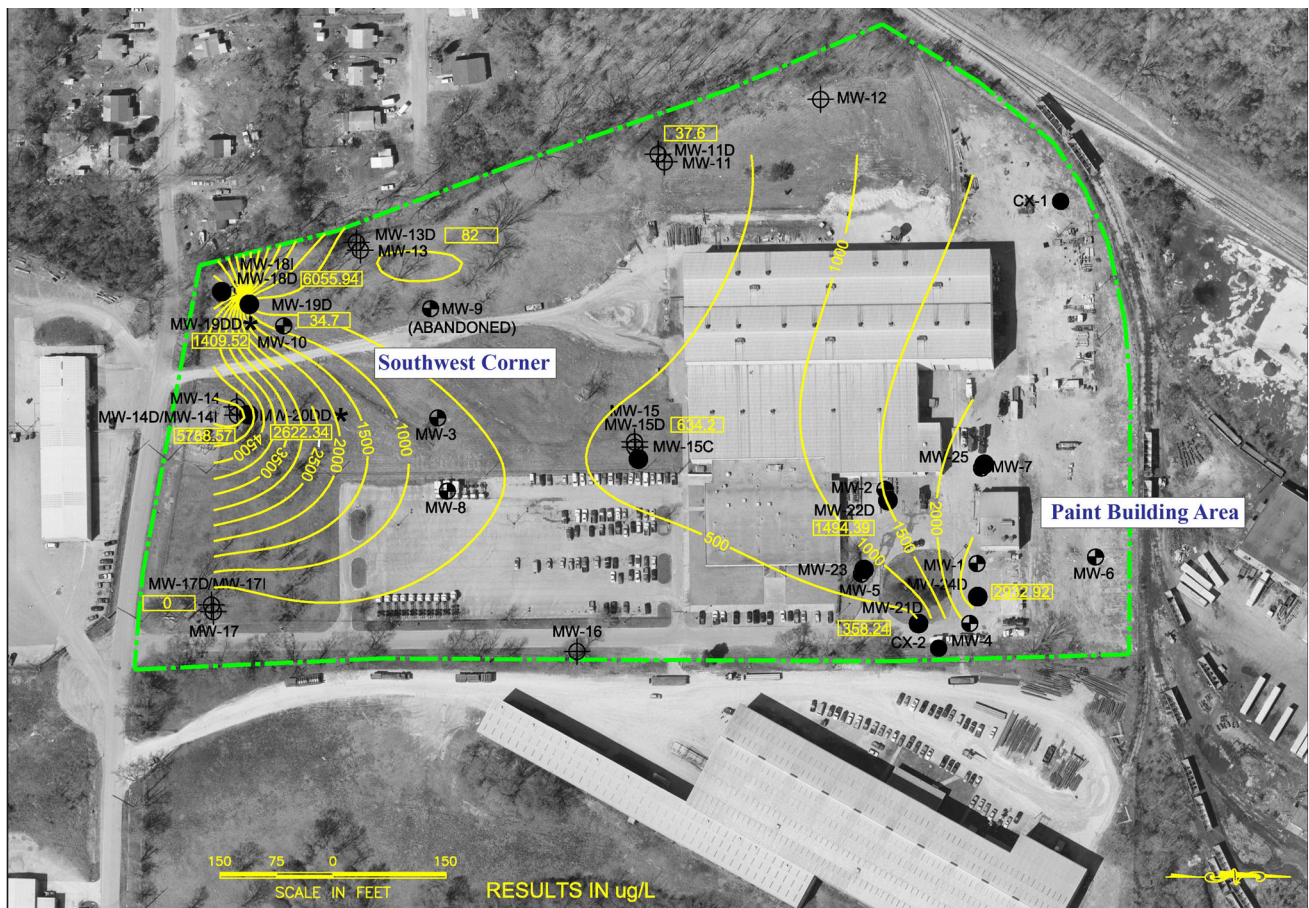 MW-12
37.6
MW-11D
MW-11
CX-1
MW-13D
82
MW-13
MW-18I
MW-18D
6055.94
1000
MW-19D
MW-9
(ABANDONED)
34.7
MW-19DD*
1409.52
MW-10
Southwest Corner
MW-14
MW-14D/MW-14I
MW-20DD*
5788.57
2622.34
4500
3500
2500
2000
1500
1000
MW-3
MW-15
MW-15D
634.2
MW-15C
MW-25
MW-7
MW-8
MW-2
MW-22D
1494.39
2000
1500
1000
500
Paint Building Area
MW-1
MW-6
MW-23
MW-5
MW-24D
2932.92
MW-17D/MW-17I
0
MW-17
MW-21D
358.24
MW-16
CX-2
MW-4
150 75 0 150
SCALE IN FEET
RESULTS IN ug/L